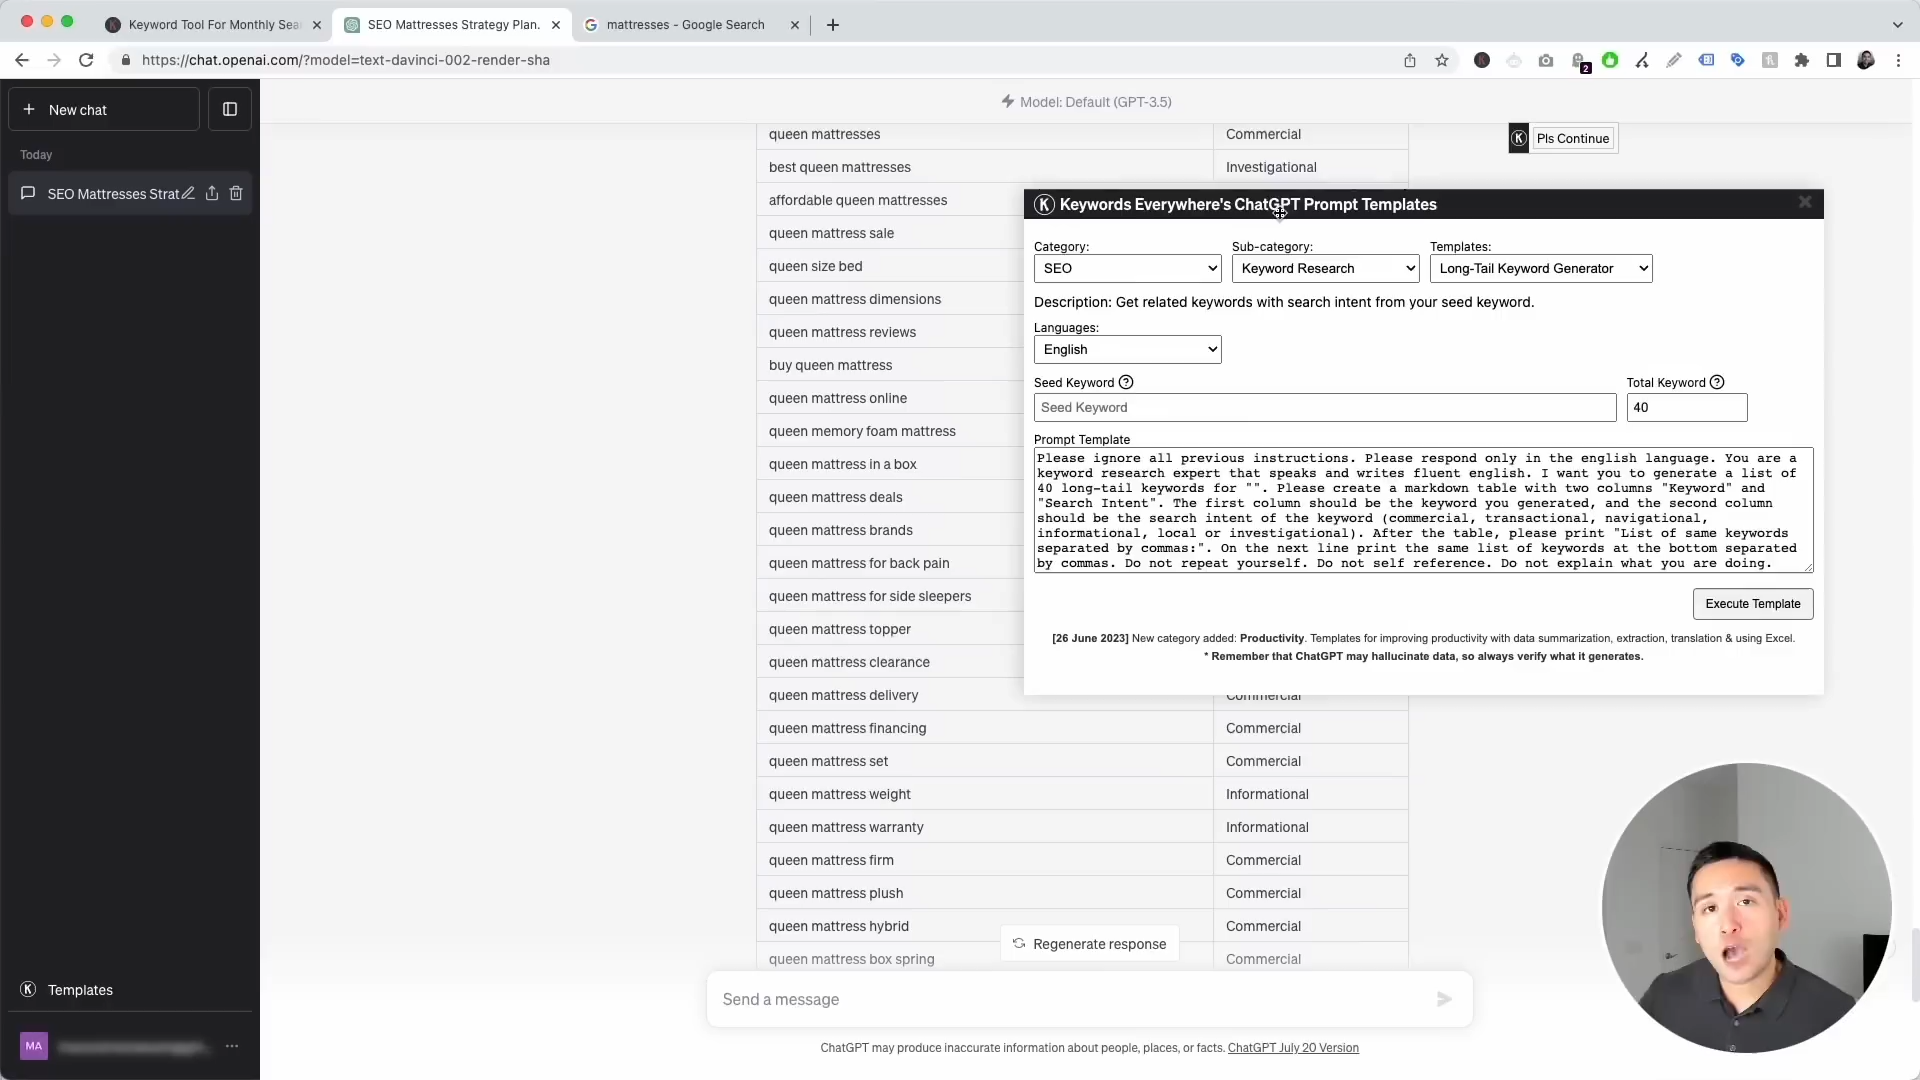 Keyword Tool For Monthly Sea
SEO Mattresses Strategy Plan.
mattresses - Google Search
https://chat.openai.com/?model=text-davinci-002-render-sha
2
New chat
Today
SEO Mattresses Strat
Model: Default (GPT-3.5)
queen mattresses Commercial
Pls Continue
best queen mattresses Investigational
affordable queen mattresses
queen mattress sale
queen size bed
queen mattress dimensions
queen mattress reviews
buy queen mattress
queen mattress online
queen memory foam mattress
queen mattress in a box
queen mattress deals
queen mattress brands
queen mattress for back pain
queen mattress for side sleepers
queen mattress topper
queen mattress clearance
queen mattress delivery Commercial
queen mattress financing Commercial
queen mattress set Commercial
queen mattress weight Informational
queen mattress warranty Informational
queen mattress firm Commercial
queen mattress plush Commercial
queen mattress hybrid Commercial
queen mattress box spring Commercial
Keywords Everywhere's ChatGPT Prompt Templates
Category: Sub-category: Templates:
SEO Keyword Research Long-Tail Keyword Generator
Description: Get related keywords with search intent from your seed keyword.
Languages:
English
Seed Keyword Total Keyword
Seed Keyword 40
Prompt Template
Please ignore all previous instructions. Please respond only in the english language. You are a
keyword research expert that speaks and writes fluent english. I want you to generate a list of
40 long-tail keywords for "". Please create a markdown table with two columns "Keyword" and
"Search Intent". The first column should be the keyword you generated, and the second column
should be the search intent of the keyword (commercial, transactional, navigational,
informational, local or investigational). After the table, please print "List of same keywords
separated by commas:". On the next line print the same list of keywords at the bottom separated
by commas. Do not repeat yourself. Do not self reference. Do not explain what you are doing.
Execute Template
[26 June 2023] New category added: Productivity. Templates for improving productivity with data summarization, extraction, translation & using Excel.
* Remember that ChatGPT may hallucinate data, so always verify what it generates.
Regenerate response
Send a message
ChatGPT may produce inaccurate information about people, places, or facts. ChatGPT July 20 Version
Templates
MA